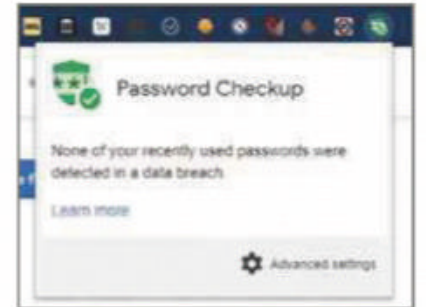 Password Checkup
None of your recently used passwords were
detected in a data breach
Learn more
Advanced settings